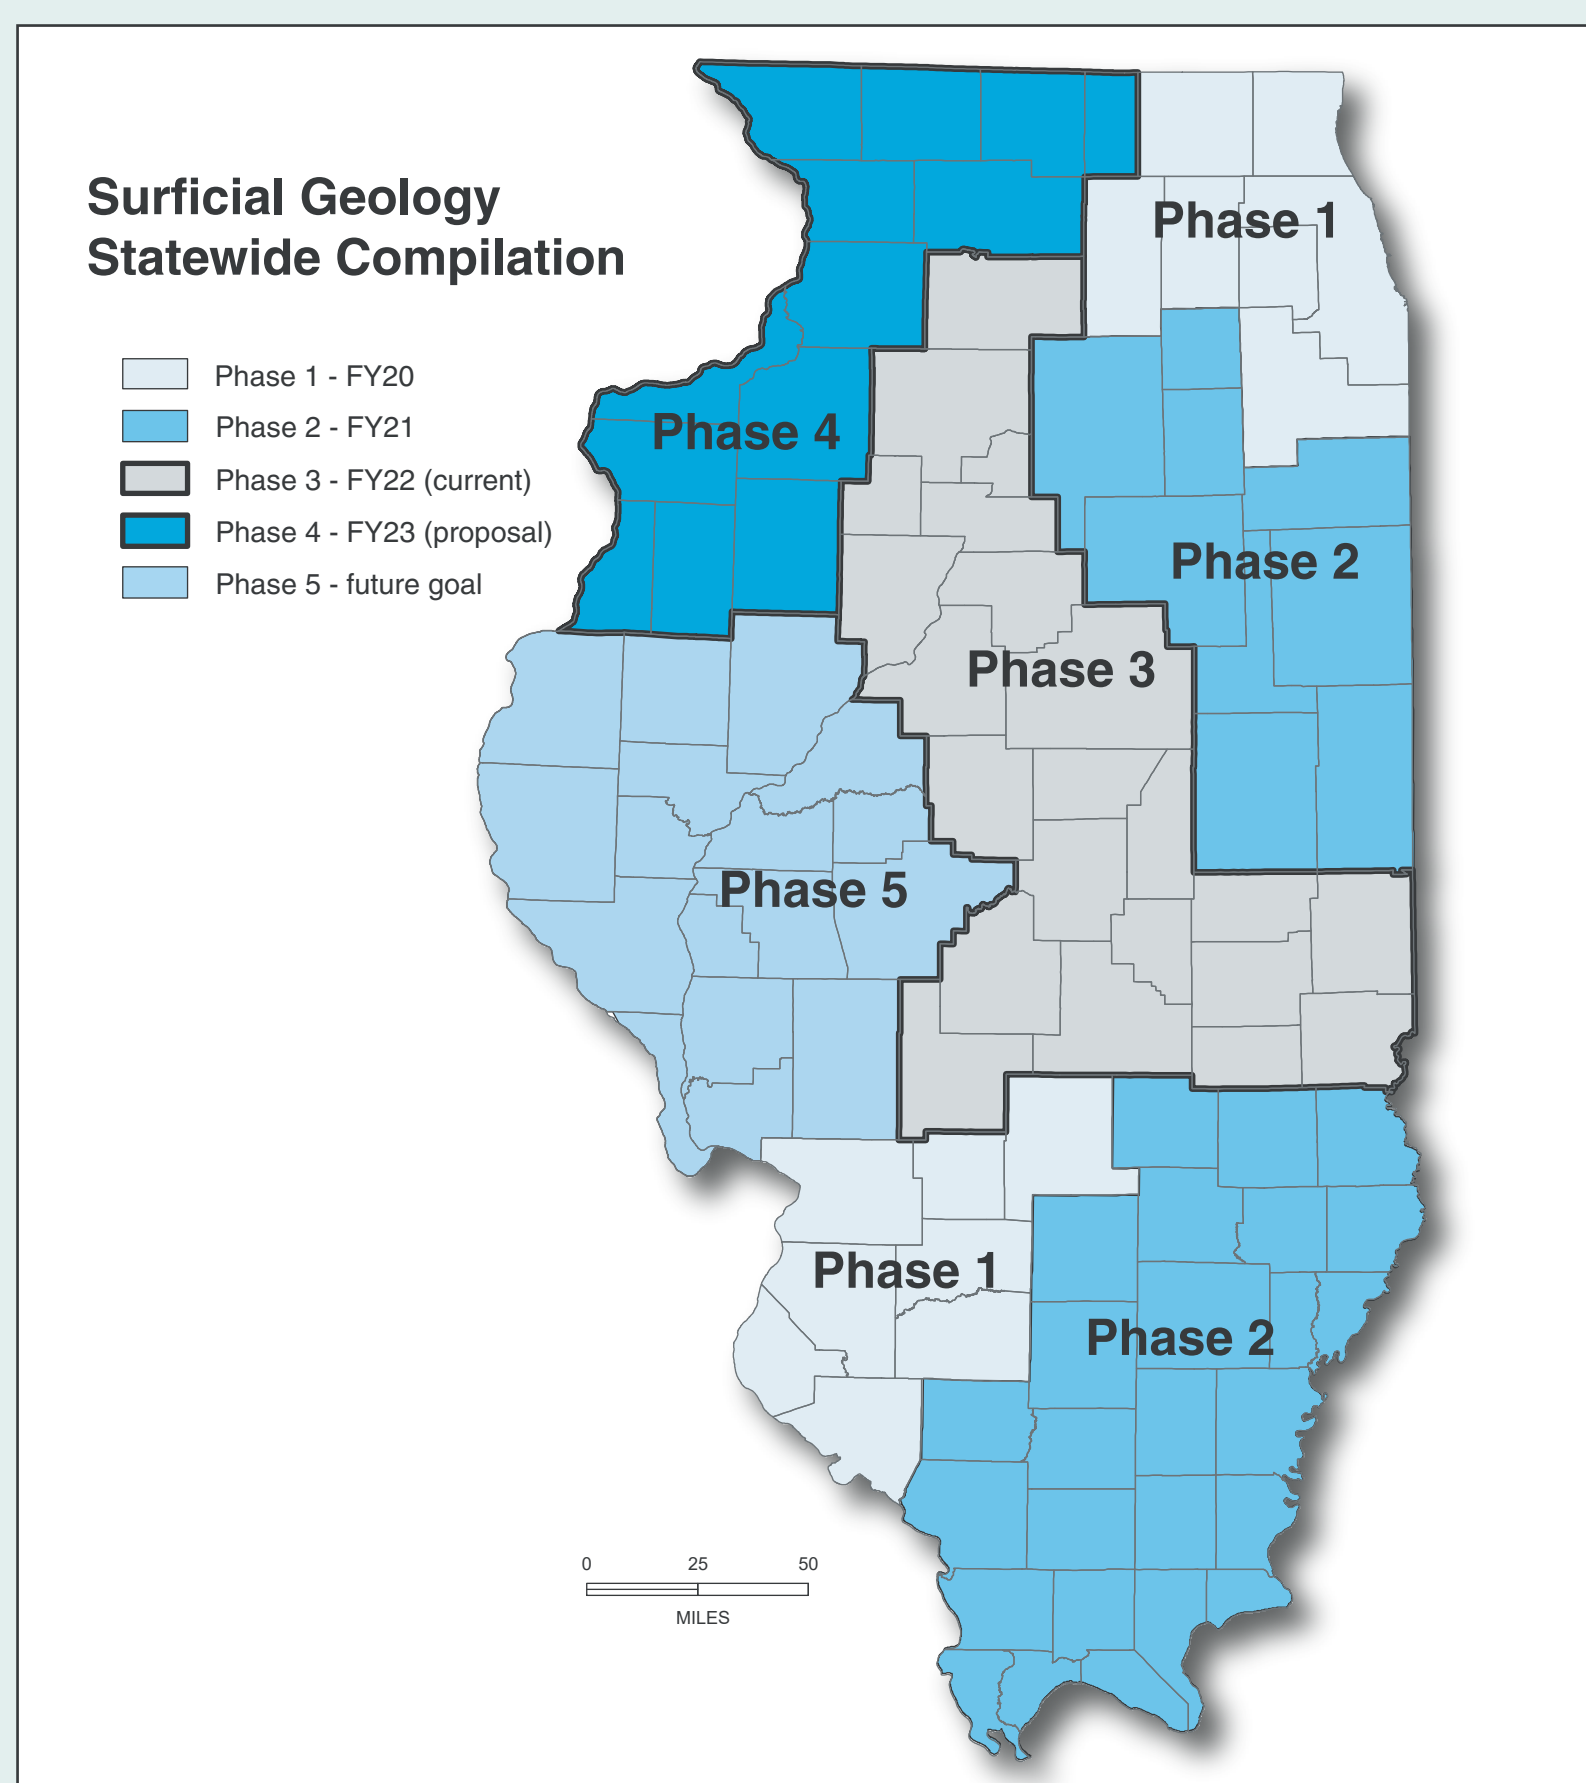 Surficial Geology
Statewide Compilation
Phase 1 - FY20
Phase 2 - FY21
Phase 3 - FY22 (current)
Phase 4 - FY23 (proposal)
Phase 5 - future goal
Phase 1
Phase 4
Phase 2
Phase 3
Phase 5
Phase 1
Phase 2
0 25 50
MILES